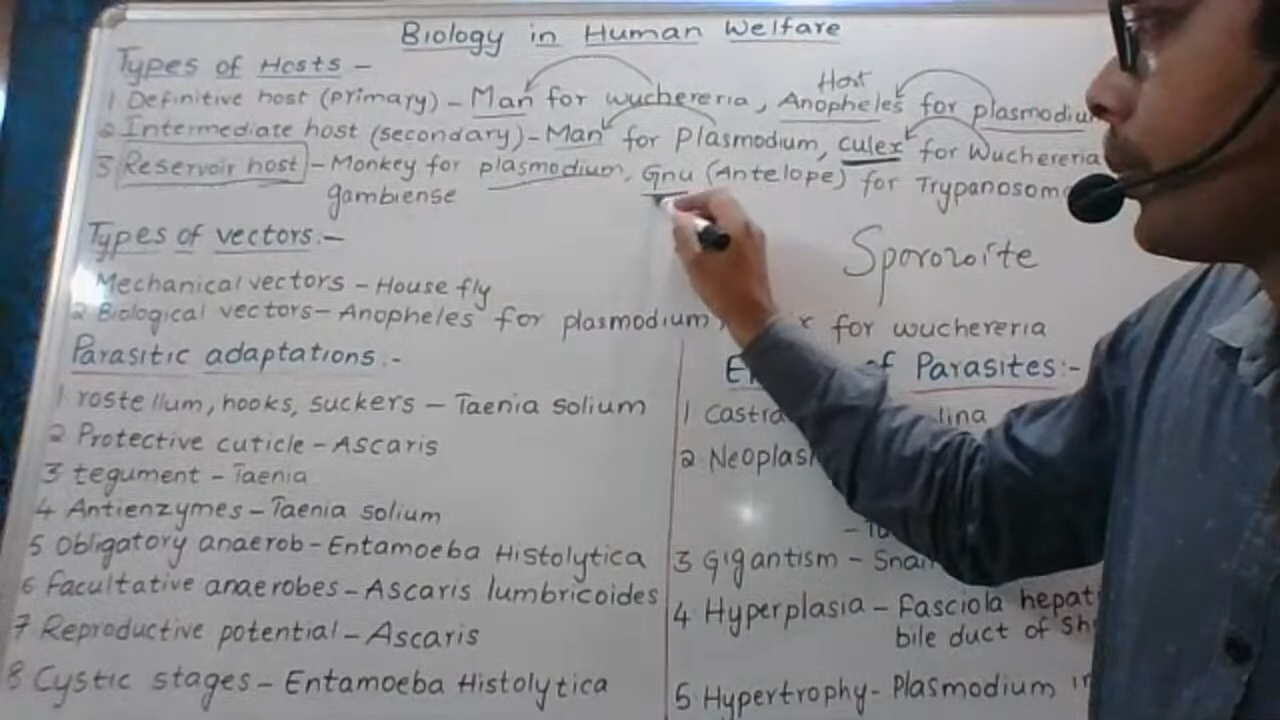 Biology in Human Welfare
Types of Hosts -
1 Definitive host (primary) - Man for wuchereria, Anopheles for plasmodium
Host
2 Intermediate host (secondary) - Man for Plasmodium, culex for Wuchereria
3 Reservoir host - Monkey for plasmodium, Gnu (Antelope) for Trypanosoma
gambiense
Types of vectors:-
Sporozoite
Mechanical vectors - House fly
2 Biological vectors - Anopheles for plasmodium, for wuchereria
Parasitic adaptations:-
1 rostellum, hooks, suckers - Taenia solium
2 Protective cuticle - Ascaris
3 tegument - Taenia
4 Antienzymes - Taenia solium
5 Obligatory anaerob - Entamoeba Histolytica
6 Facultative anaerobes - Ascaris lumbricoides
7 Reproductive potential - Ascaris
8 Cystic stages - Entamoeba Histolytica
of Parasites:-
1
2
3 Gigantism -
4 Hyperplasia - Fasciola
bile duct of
5 Hypertrophy - Plasmodium